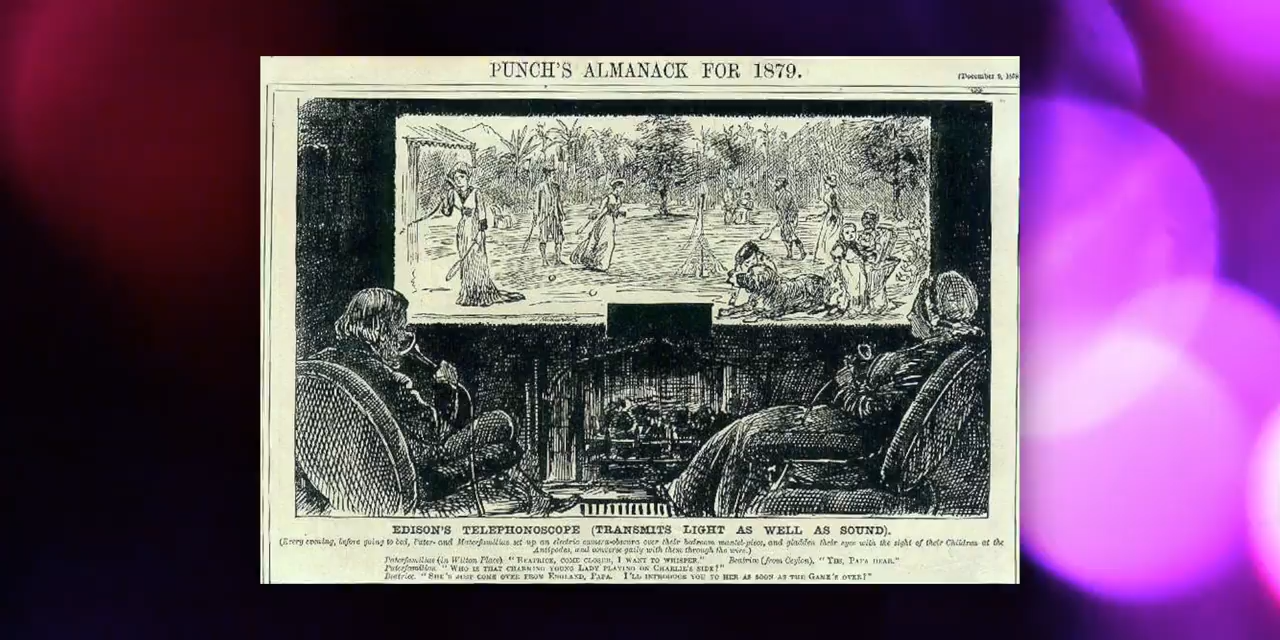 PUNCH'S ALMANACK FOR 1879.
(December 9, 1878
EDISON'S TELEPHONOSCOPE (TRANSMITS LIGHT AS WELL AS SOUND).
(Every evening, before going to bed, Pater- and Materfamilias set up an electric camera-obscura over their bedroom mantel-piece, and gladden their eyes with the sight of their Children at the
Antipodes, and converse gaily with them through the wire.)
Paterfamilias (in Wilton Place). "BEATRICE, COME CLOSER, I WANT TO WHISPER." Beatrice (from Ceylon). "YES, PAPA DEAR."
Paterfamilias. "WHO IS THAT CHARMING YOUNG LADY PLAYING ON CHARLIE'S SIDE?"
Beatrice. "SHE'S JUST COME OVER FROM ENGLAND, PAPA. I'LL INTRODUCE YOU TO HER AS SOON AS THE GAME'S OVER!"